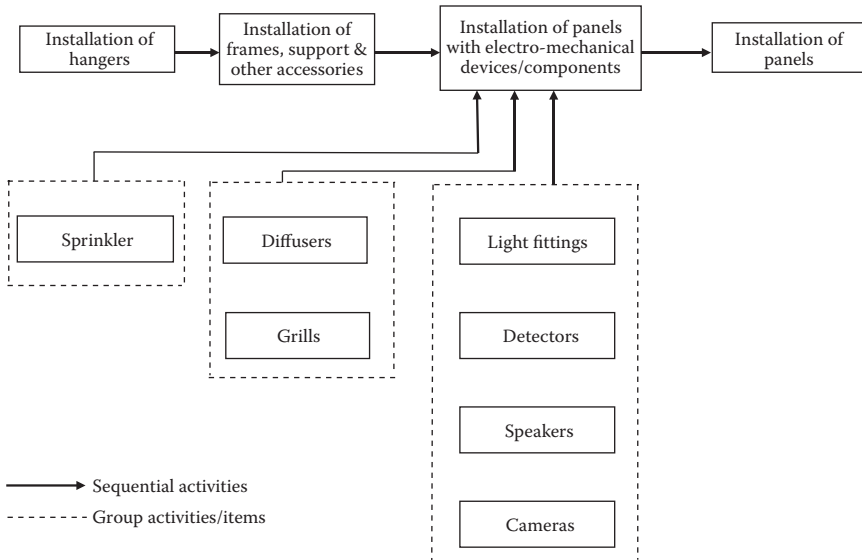 Installation of
hangers
Installation of
frames, support &
other accessories
Installation of panels
with electro-mechanical
devices/components
Installation of
panels
Sprinkler
Diffusers
Grills
Light fittings
Detectors
Speakers
Cameras
Sequential activities
Group activities/items